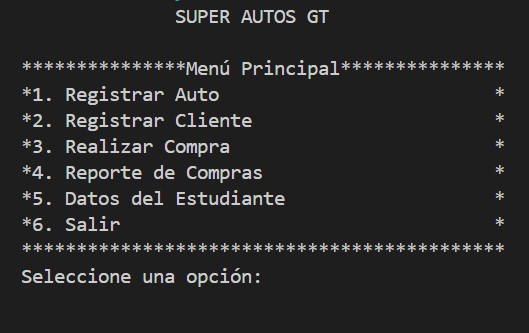 SUPER AUTOS GT
***************Menú Principal***************
*1. Registrar Auto                         *
*2. Registrar Cliente                      *
*3. Realizar Compra                        *
*4. Reporte de Compras                     *
*5. Datos del Estudiante                   *
*6. Salir                                  *
********************************************
Seleccione una opción: